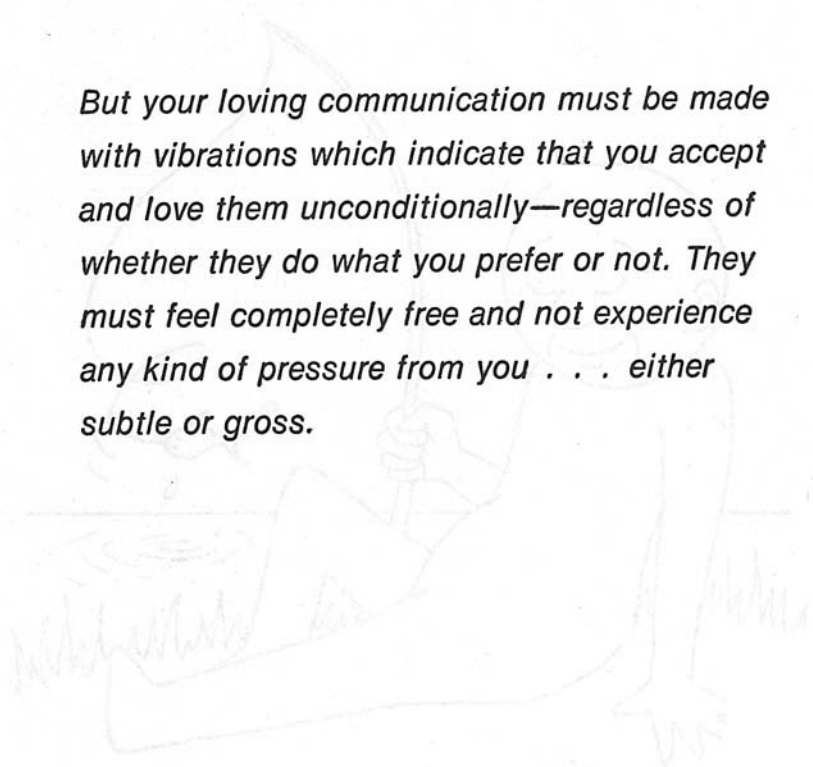 But your loving communication must be made
with vibrations which indicate that you accept
and love them unconditionally—regardless of
whether they do what you prefer or not. They
must feel completely free and not experience
any kind of pressure from you . . . either
subtle or gross.